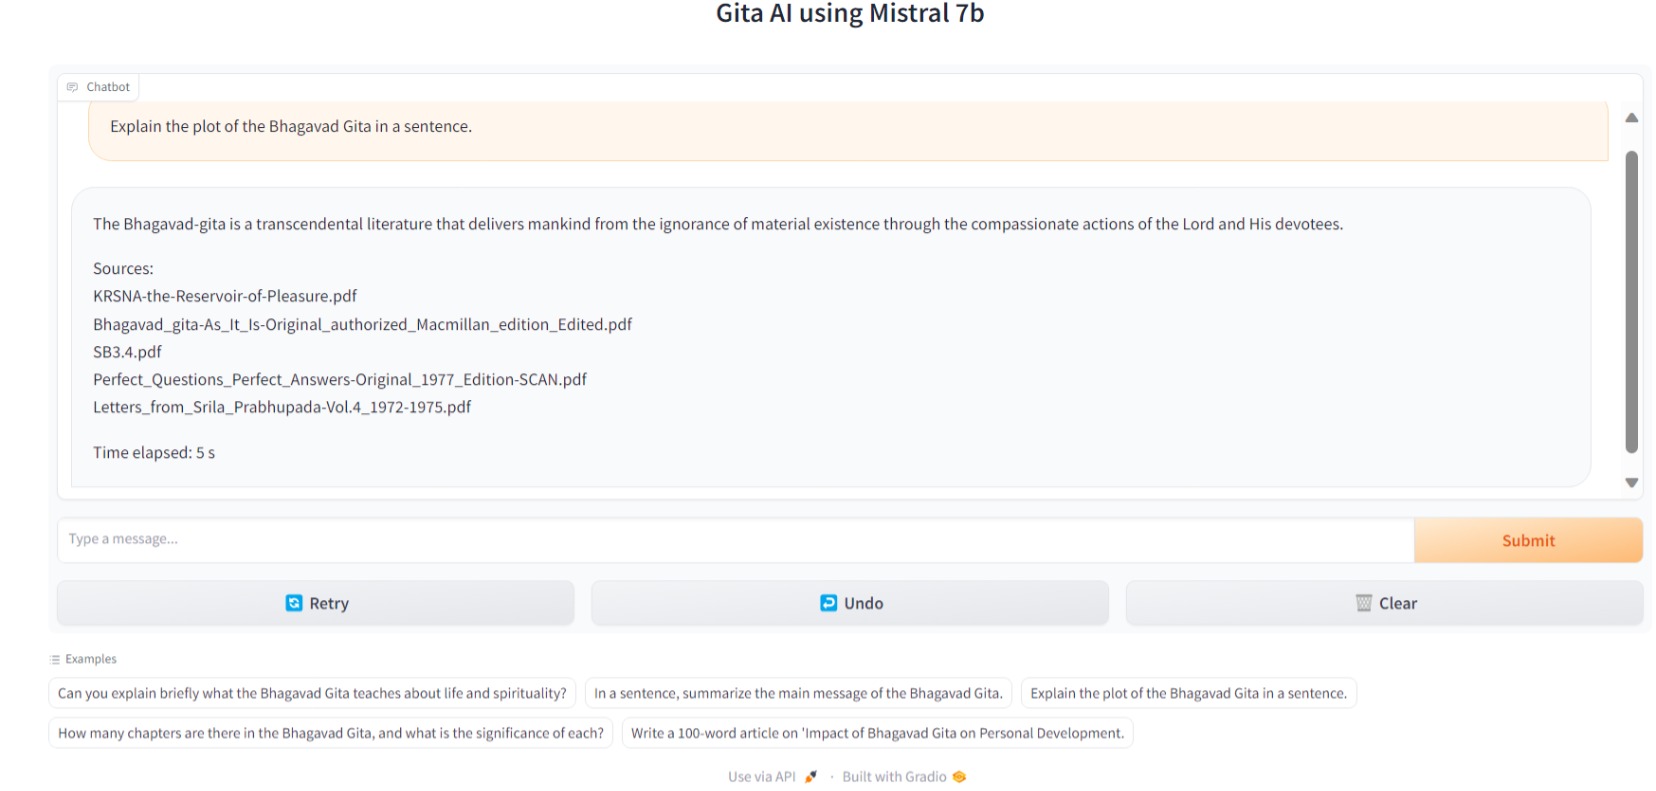 Gita AI using Mistral 7b
Chatbot
Explain the plot of the Bhagavad Gita in a sentence.
The Bhagavad-gita is a transcendental literature that delivers mankind from the ignorance of material existence through the compassionate actions of the Lord and His devotees.
Sources:
KRSNA-the-Reservoir-of-Pleasure.pdf
Bhagavad_gita-As_It_Is-Original_authorized_Macmillan_edition_Edited.pdf
SB3.4.pdf
Perfect_Questions_Perfect_Answers-Original_1977_Edition-SCAN.pdf
Letters_from_Srila_Prabhupada-Vol.4_1972-1975.pdf
Time elapsed: 5 s
Type a message...
Submit
Retry
Undo
Clear
Examples
Can you explain briefly what the Bhagavad Gita teaches about life and spirituality?
In a sentence, summarize the main message of the Bhagavad Gita.
Explain the plot of the Bhagavad Gita in a sentence.
How many chapters are there in the Bhagavad Gita, and what is the significance of each?
Write a 100-word article on 'Impact of Bhagavad Gita on Personal Development.
Use via API · Built with Gradio